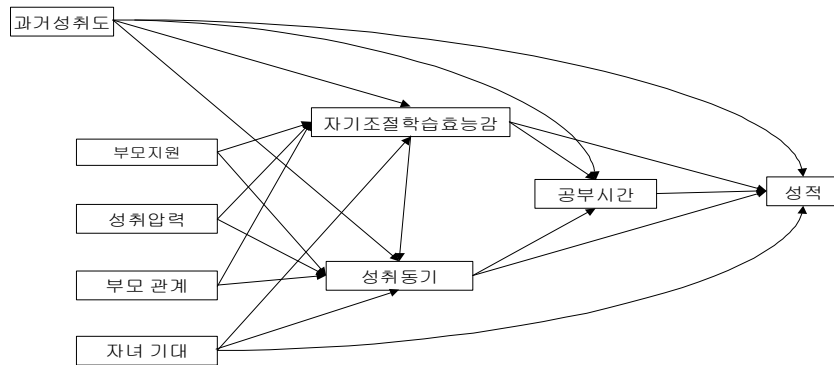 과거성취도
자기조절학습효능감
부모지원
공부시간
성적
성취압력
성취동기
부모 관계
자녀 기대